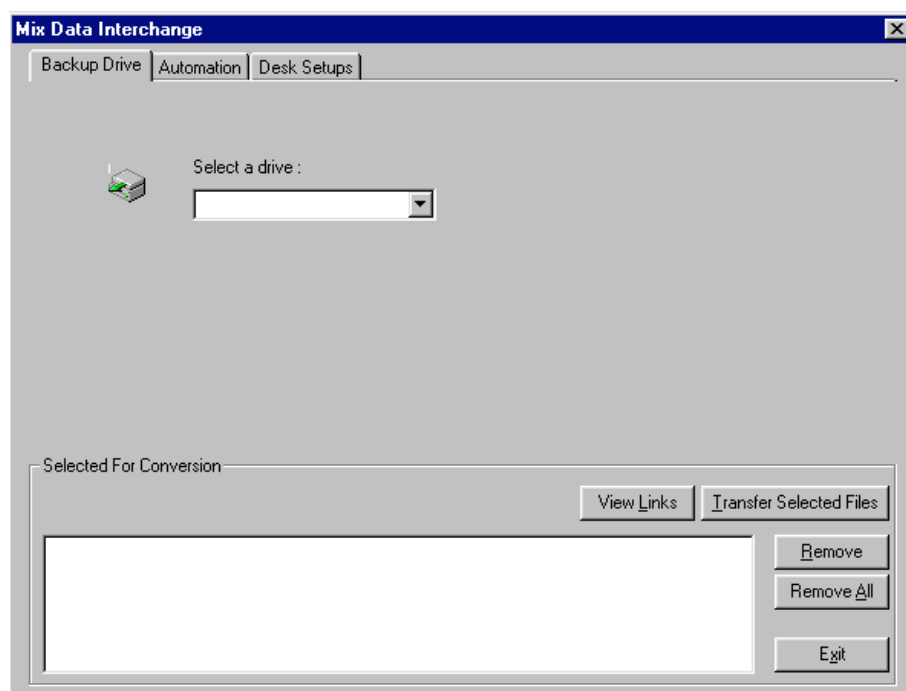 Mix Data Interchange
Backup Drive Automation Desk Setups
Select a drive :
Selected For Conversion
View Links Transfer Selected Files
Remove
Remove All
Exit